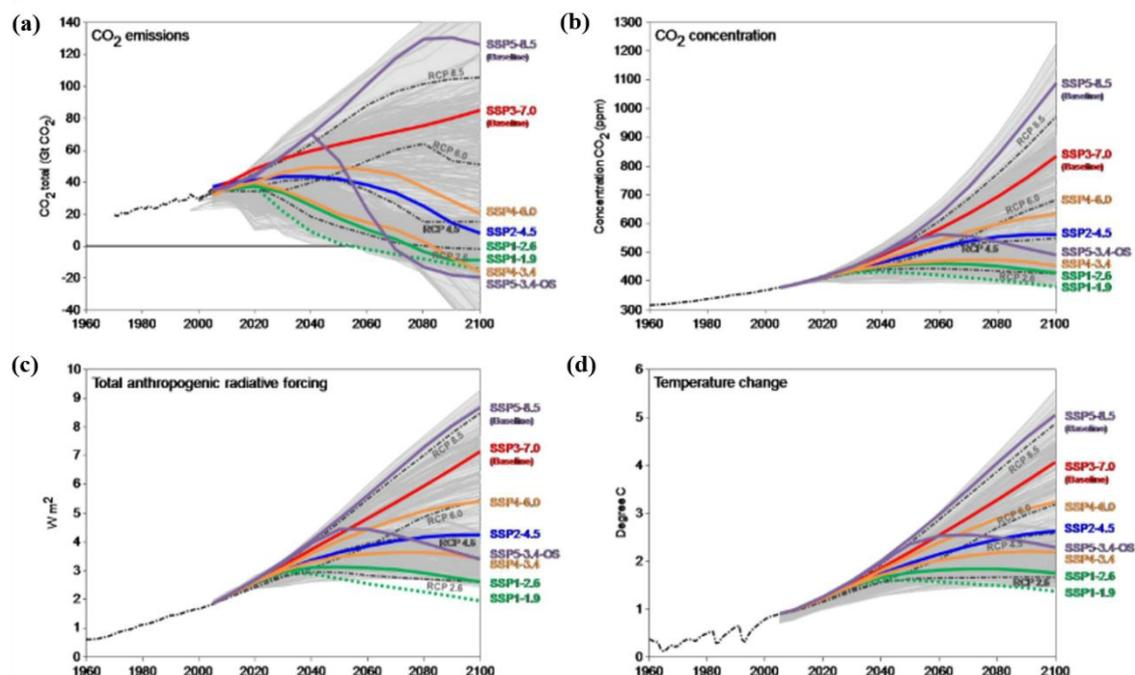 (a)
CO2 emissions
CO2 total (Gt CO2)
140
120
100
80
60
40
20
0
-20
-40
1960
1980
2000
2020
2040
2060
2080
2100
RCP 8.5
RCP 6.0
RCP 4.5
RCP 2.6
SSP5-8.5
(Baseline)
SSP3-7.0
(Baseline)
SSP4-6.0
SSP2-4.5
SSP1-2.6
SSP1-1.9
SSP4-3.4
SSP5-3.4-OS
(b)
CO2 concentration
Concentration CO2 (ppm)
1300
1200
1100
1000
900
800
700
600
500
400
300
1960
1980
2000
2020
2040
2060
2080
2100
RCP 8.5
RCP 6.0
RCP 4.5
RCP 2.6
SSP5-8.5
(Baseline)
SSP3-7.0
(Baseline)
SSP4-6.0
SSP2-4.5
SSP5-3.4-OS
SSP4-3.4
SSP1-2.6
SSP1-1.9
(c)
Total anthropogenic radiative forcing
W m2
10
9
8
7
6
5
4
3
2
1
0
1960
1980
2000
2020
2040
2060
2080
2100
RCP 8.5
RCP 6.0
RCP 4.5
RCP 2.6
SSP5-8.5
(Baseline)
SSP3-7.0
(Baseline)
SSP4-6.0
SSP2-4.5
SSP5-3.4-OS
SSP4-3.4
SSP1-2.6
SSP1-1.9
(d)
Temperature change
Degree C
6
5
4
3
2
1
0
1960
1980
2000
2020
2040
2060
2080
2100
RCP 8.5
RCP 6.0
RCP 4.5
RCP 2.6
SSP5-8.5
(Baseline)
SSP3-7.0
(Baseline)
SSP4-6.0
SSP2-4.5
SSP5-3.4-OS
SSP4-3.4
SSP1-2.6
SSP1-1.9